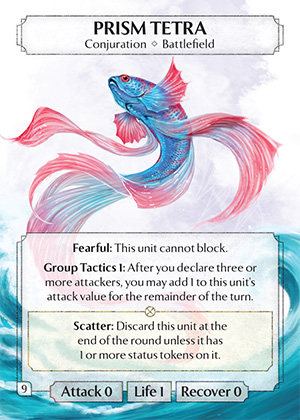 PRISM TETRA
Conjuration ⋄ Battlefield
Fearful: This unit cannot block.
Group Tactics 1: After you declare three or
more attackers, you may add 1 to this unit's
attack value for the remainder of the turn.
Scatter: Discard this unit at the
end of the round unless it has
1 or more status tokens on it.
9
Attack 0 Life 1 Recover 0